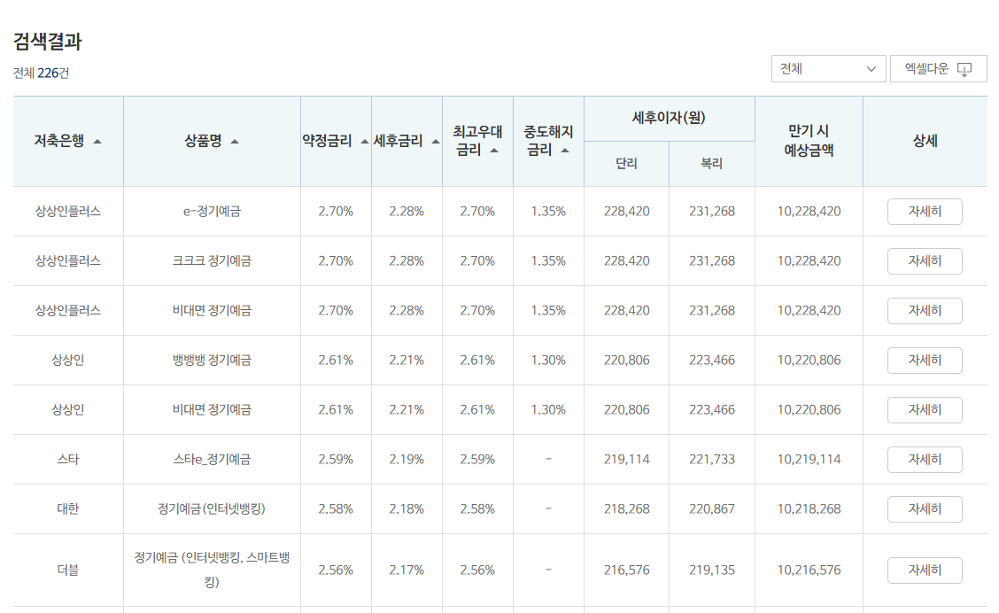 검색결과
전체 226건
전체
엑셀다운
저축은행 ▲ 상품명 ▲ 약정금리 ▲ 세후금리 ▲ 최고우대 금리 ▲ 중도해지 금리 ▲ 세후이자(원) 만기 시 예상금액 상세
단리 복리
상상인플러스 e-정기예금 2.70% 2.28% 2.70% 1.35% 228,420 231,268 10,228,420 자세히
상상인플러스 크크크 정기예금 2.70% 2.28% 2.70% 1.35% 228,420 231,268 10,228,420 자세히
상상인플러스 비대면 정기예금 2.70% 2.28% 2.70% 1.35% 228,420 231,268 10,228,420 자세히
상상인 뱅뱅뱅 정기예금 2.61% 2.21% 2.61% 1.30% 220,806 223,466 10,220,806 자세히
상상인 비대면 정기예금 2.61% 2.21% 2.61% 1.30% 220,806 223,466 10,220,806 자세히
스타 스타e_정기예금 2.59% 2.19% 2.59% - 219,114 221,733 10,219,114 자세히
대한 정기예금(인터넷뱅킹) 2.58% 2.18% 2.58% - 218,268 220,867 10,218,268 자세히
더블 정기예금 (인터넷뱅킹, 스마트뱅킹) 2.56% 2.17% 2.56% - 216,576 219,135 10,216,576 자세히